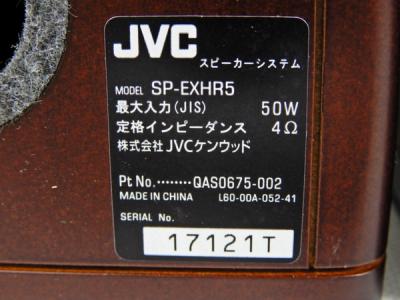 JVC スピーカーシステム
MODEL SP-EXHR5
最大入力(JIS) 50W
定格インピーダンス 4Ω
株式会社 JVCケンウッド
Pt No.········ QAS0675-002
MADE IN CHINA L60-00A-052-41
SERIAL No.
17121T